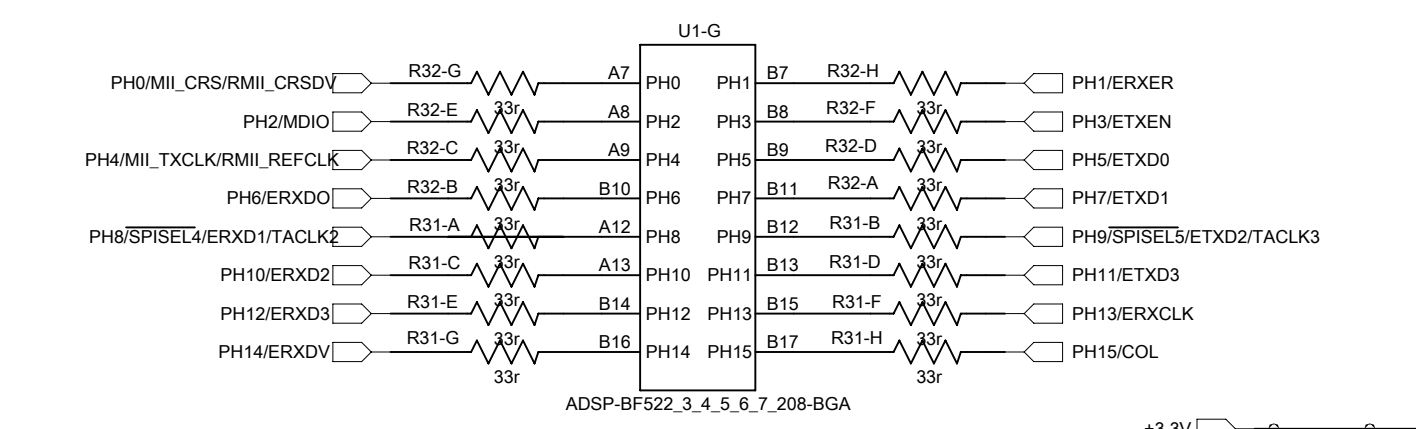 U1-G
PH0/MII_CRS/RMII_CRSDV R32-G 33r A7 PH0 PH1 B7 R32-H 33r PH1/ERXER
PH2/MDIO R32-E 33r A8 PH2 PH3 B8 R32-F 33r PH3/ETXEN
PH4/MII_TXCLK/RMII_REFCLK R32-C 33r A9 PH4 PH5 B9 R32-D 33r PH5/ETXD0
PH6/ERXDO R32-B 33r B10 PH6 PH7 B11 R32-A 33r PH7/ETXD1
PH8/SPISEL4/ERXD1/TACLK2 R31-A 33r A12 PH8 PH9 B12 R31-B 33r PH9/SPISEL5/ETXD2/TACLK3
PH10/ERXD2 R31-C 33r A13 PH10 PH11 B13 R31-D 33r PH11/ETXD3
PH12/ERXD3 R31-E 33r B14 PH12 PH13 B15 R31-F 33r PH13/ERXCLK
PH14/ERXDV R31-G 33r B16 PH14 PH15 B17 R31-H 33r PH15/COL
ADSP-BF522_3_4_5_6_7_208-BGA
+3.3V